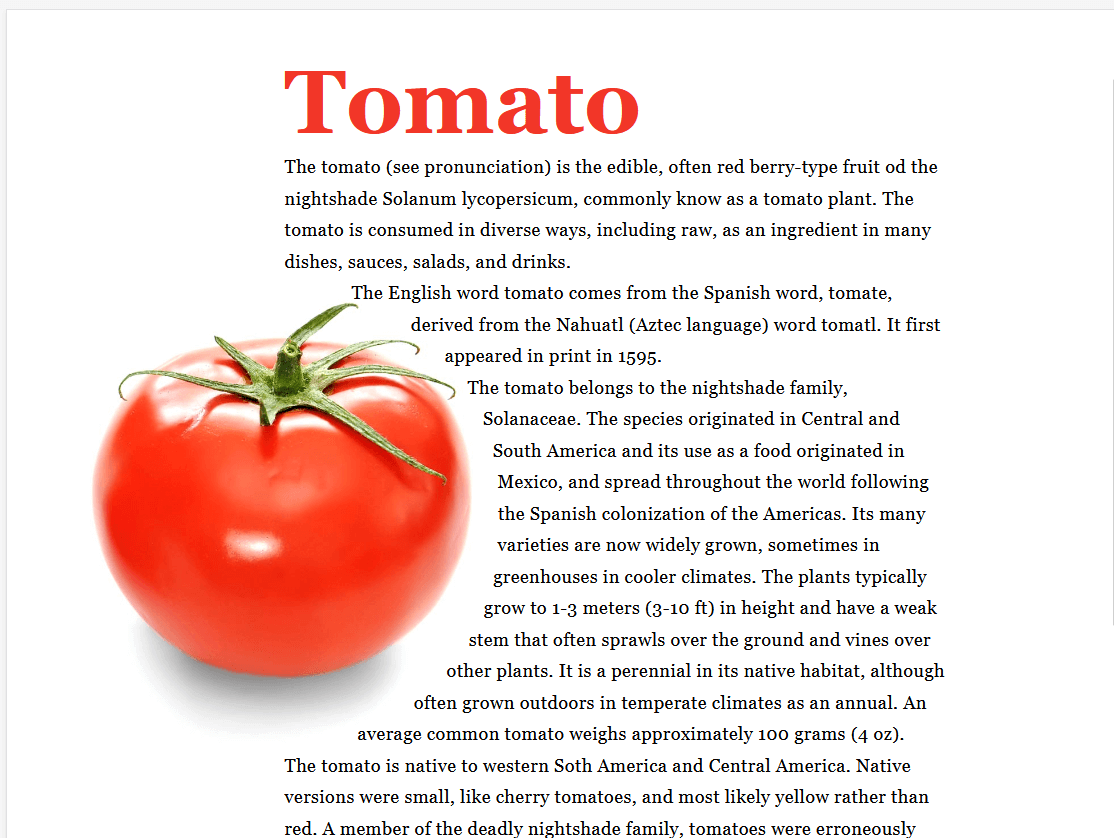 Tomato
The tomato (see pronunciation) is the edible, often red berry-type fruit od the
nightshade Solanum lycopersicum, commonly know as a tomato plant. The
tomato is consumed in diverse ways, including raw, as an ingredient in many
dishes, sauces, salads, and drinks.
The English word tomato comes from the Spanish word, tomate,
derived from the Nahuatl (Aztec language) word tomatl. It first
appeared in print in 1595.
The tomato belongs to the nightshade family,
Solanaceae. The species originated in Central and
South America and its use as a food originated in
Mexico, and spread throughout the world following
the Spanish colonization of the Americas. Its many
varieties are now widely grown, sometimes in
greenhouses in cooler climates. The plants typically
grow to 1-3 meters (3-10 ft) in height and have a weak
stem that often sprawls over the ground and vines over
other plants. It is a perennial in its native habitat, although
often grown outdoors in temperate climates as an annual. An
average common tomato weighs approximately 100 grams (4 oz).
The tomato is native to western Soth America and Central America. Native
versions were small, like cherry tomatoes, and most likely yellow rather than
red. A member of the deadly nightshade family, tomatoes were erroneously